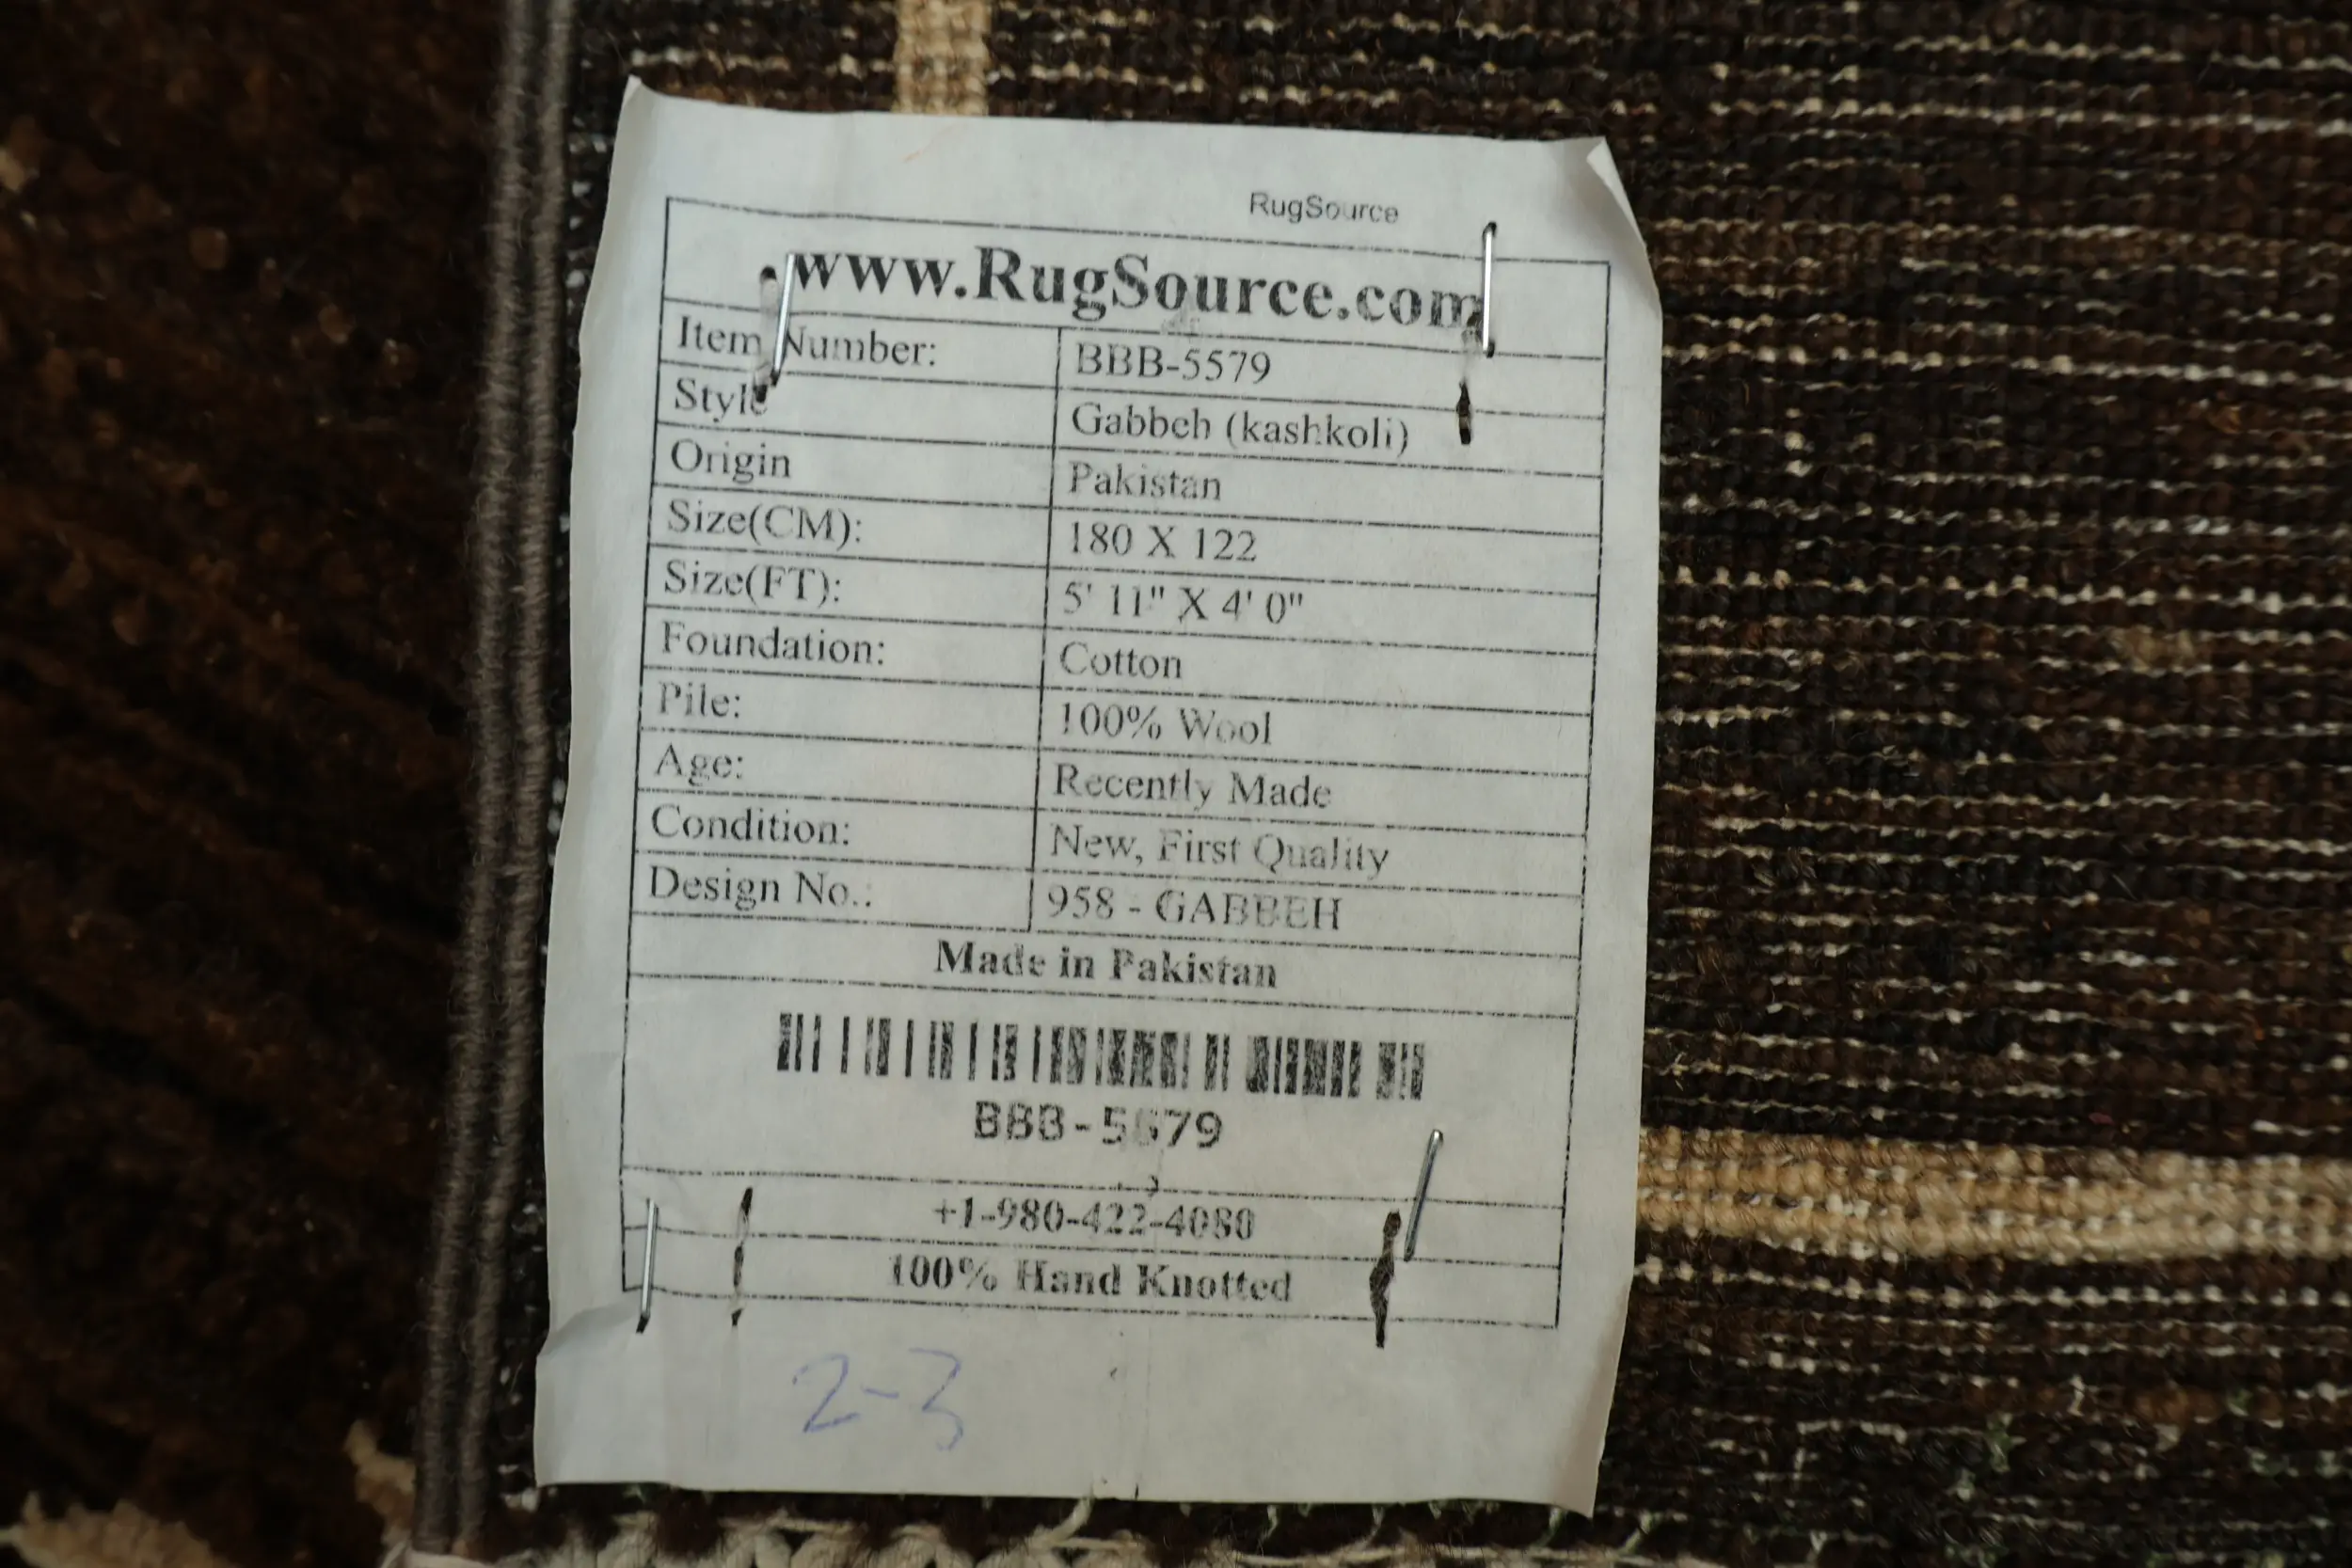 RugSource
www.RugSource.com
Item Number: BBB-5579
Style Gabbeh (kashkoli)
Origin Pakistan
Size(CM): 180 X 122
Size(FT): 5' 11" X 4' 0"
Foundation: Cotton
Pile: 100% Wool
Age: Recently Made
Condition: New, First Quality
Design No.: 958 - GABBEH
Made in Pakistan
BBB-5579
+1-980-422-4080
100% Hand Knotted
2-3